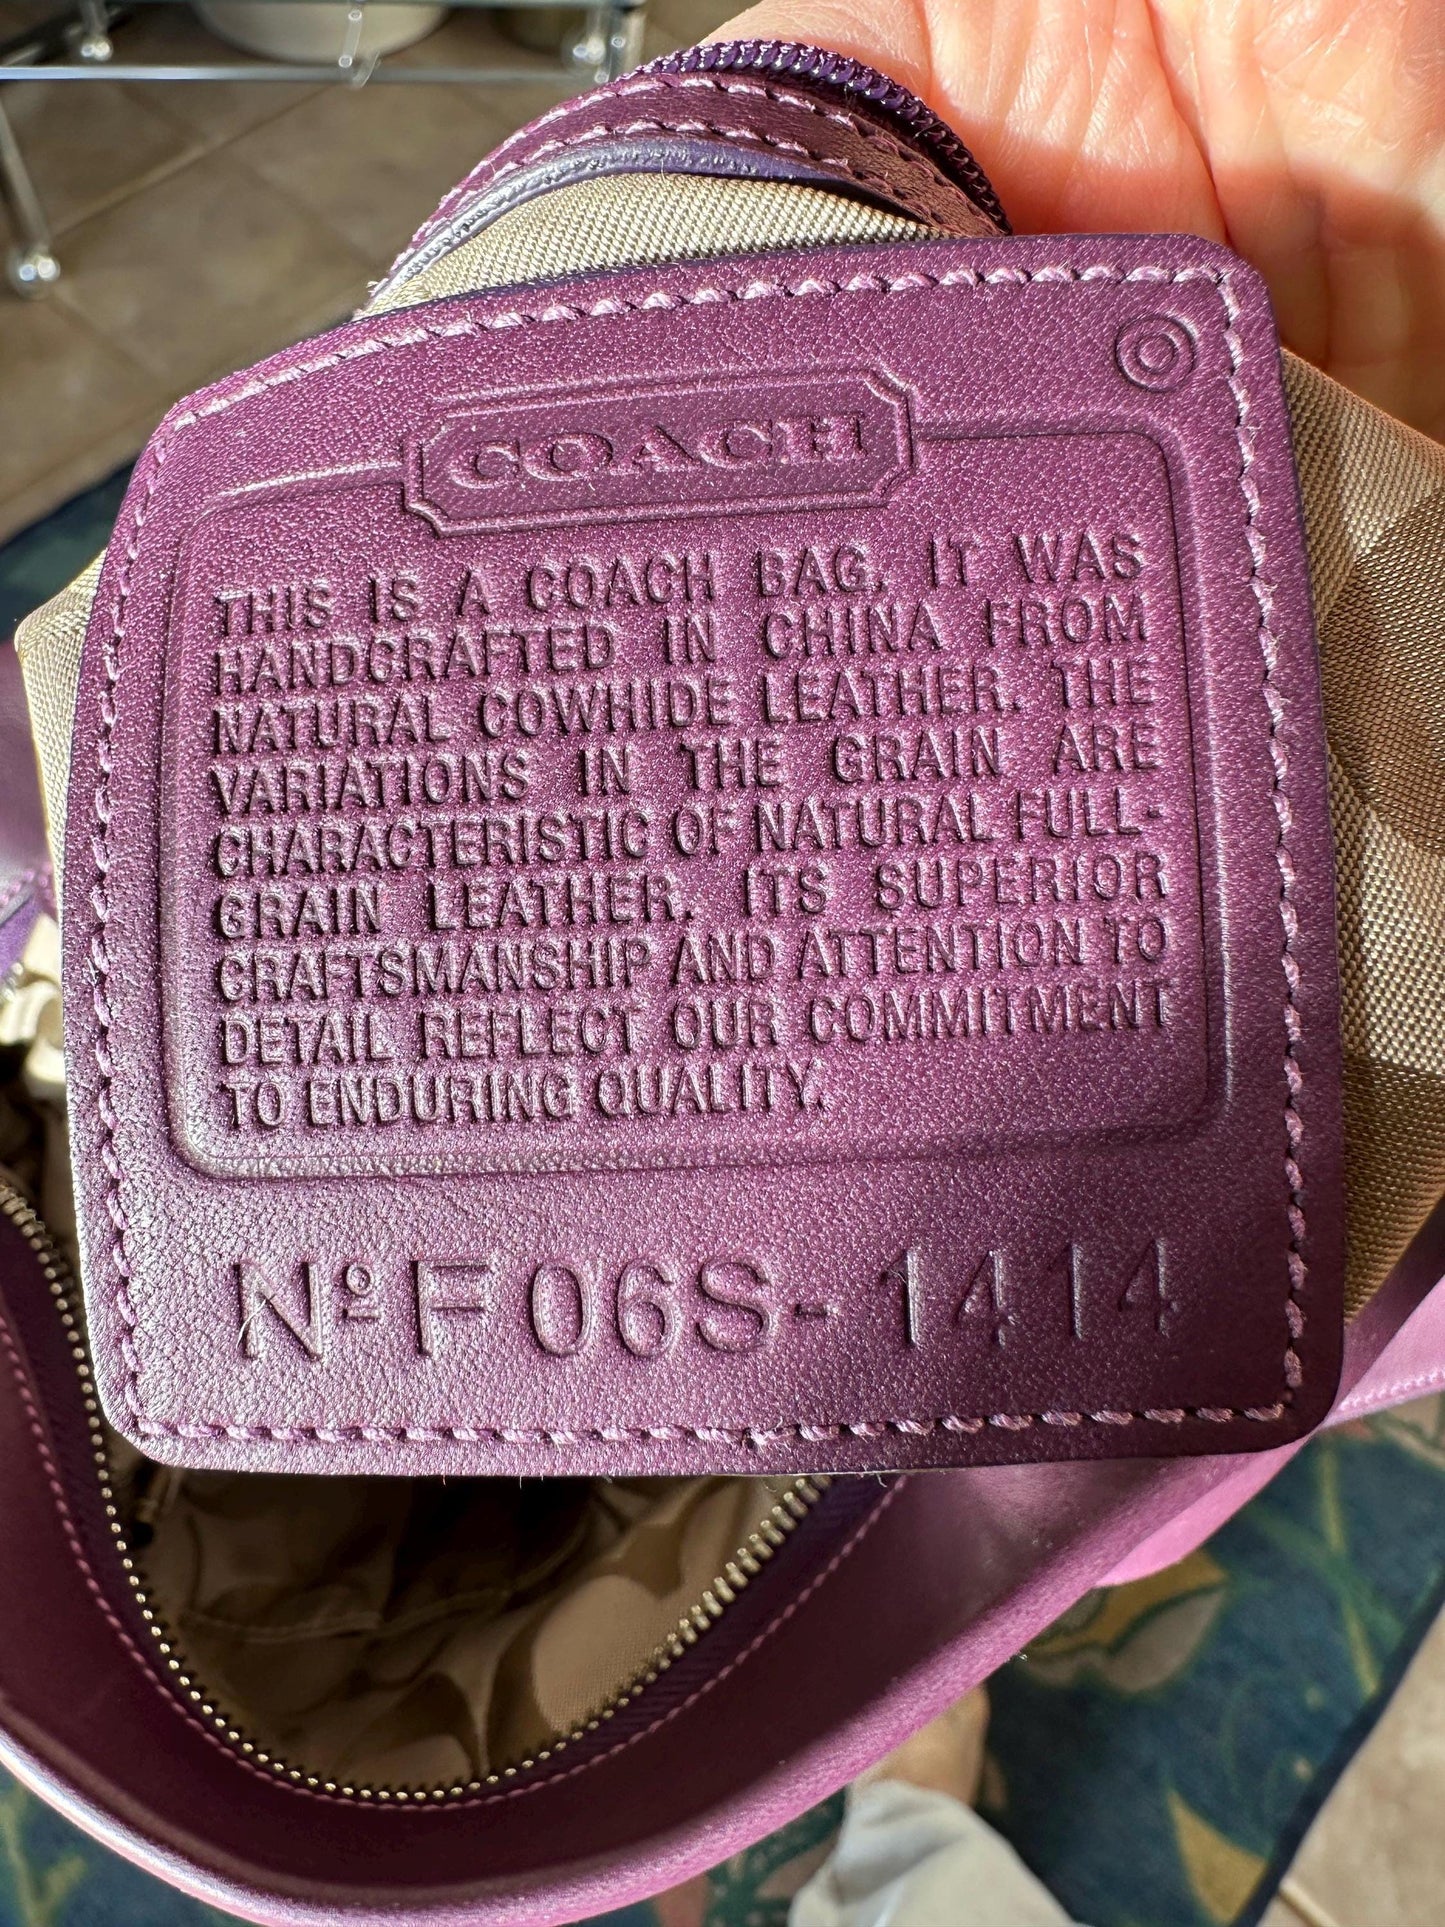 COACH
THIS IS A COACH BAG. IT WAS
HANDCRAFTED IN CHINA FROM
NATURAL COWHIDE LEATHER. THE
VARIATIONS IN THE GRAIN ARE
CHARACTERISTIC OF NATURAL FULL-
GRAIN LEATHER. ITS SUPERIOR
CRAFTSMANSHIP AND ATTENTION TO
DETAIL REFLECT OUR COMMITMENT
TO ENDURING QUALITY.
Nº F06S-1414